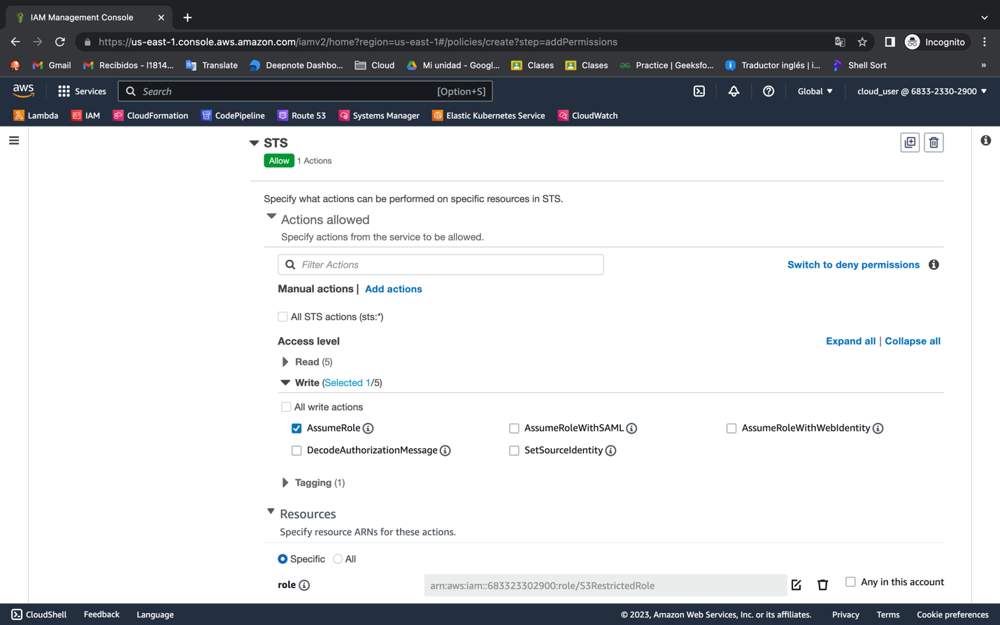 IAM Management Console
https://us-east-1.console.aws.amazon.com/iamv2/home?region=us-east-1#/policies/create?step=addPermissions
Incognito
Gmail
Recibidos - l1814...
Translate
Deepnote Dashbo...
Cloud
Mi unidad - Googl...
Clases
Clases
Practice | Geeksfo...
Traductor inglés | i...
Shell Sort
»
aws
Services
Search
[Option+S]
Global
cloud_user @ 6833-2330-2900
Lambda
IAM
CloudFormation
CodePipeline
Route 53
Systems Manager
Elastic Kubernetes Service
CloudWatch
STS
Allow 1 Actions
Specify what actions can be performed on specific resources in STS.
Actions allowed
Specify actions from the service to be allowed.
Filter Actions
Switch to deny permissions
Manual actions | Add actions
All STS actions (sts:*)
Access level
Expand all | Collapse all
Read (5)
Write (Selected 1/5)
All write actions
AssumeRole
AssumeRoleWithSAML
AssumeRoleWithWebIdentity
DecodeAuthorizationMessage
SetSourceIdentity
Tagging (1)
Resources
Specify resource ARNs for these actions.
Specific
All
role
arn:aws:iam::683323302900:role/S3RestrictedRole
Any in this account
CloudShell
Feedback
Language
© 2023, Amazon Web Services, Inc. or its affiliates.
Privacy
Terms
Cookie preferences